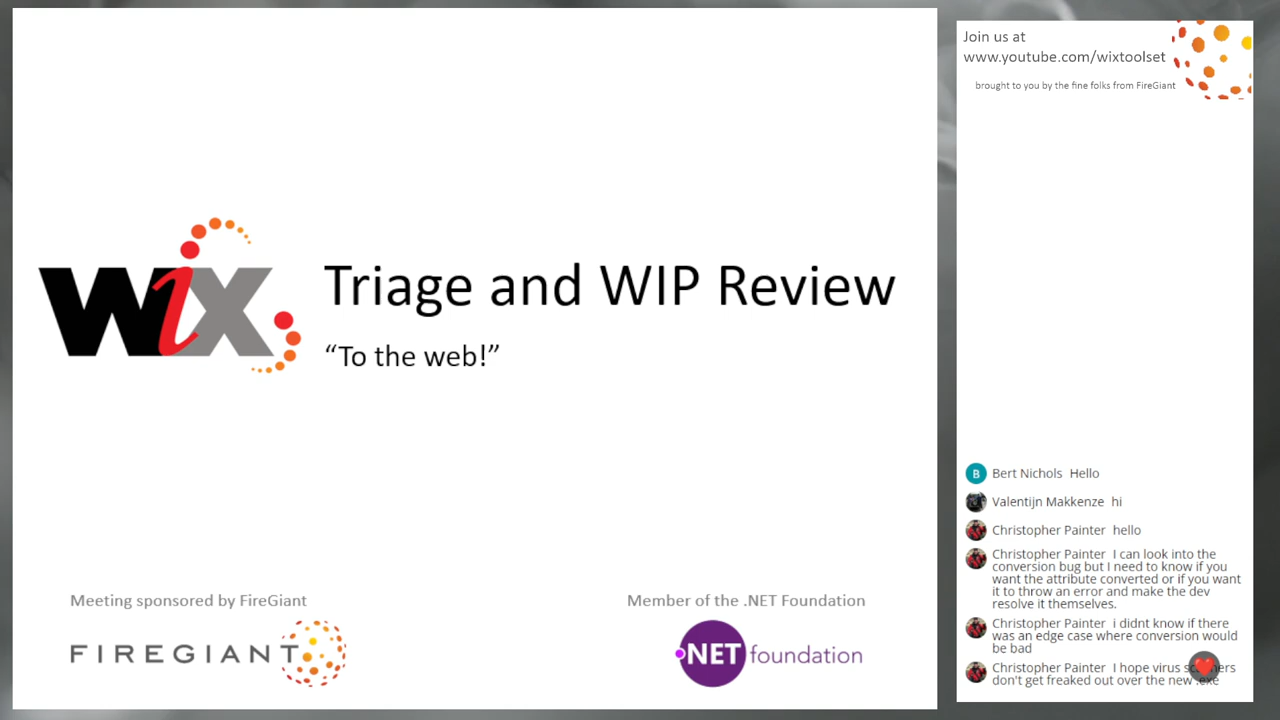 WiX
Triage and WIP Review
“To the web!”
Meeting sponsored by FireGiant
FIREGIANT
Member of the .NET Foundation
.NET foundation
Join us at
www.youtube.com/wixtoolset
brought to you by the fine folks from FireGiant
B
Bert Nichols Hello
Valentijn Makkenze hi
Christopher Painter hello
Christopher Painter I can look into the
conversion bug but I need to know if you
want the attribute converted or if you want
it to throw an error and make the dev
resolve it themselves.
Christopher Painter i didnt know if there
was an edge case where conversion would
be bad
Christopher Painter I hope virus
don't get freaked out over the new .exe